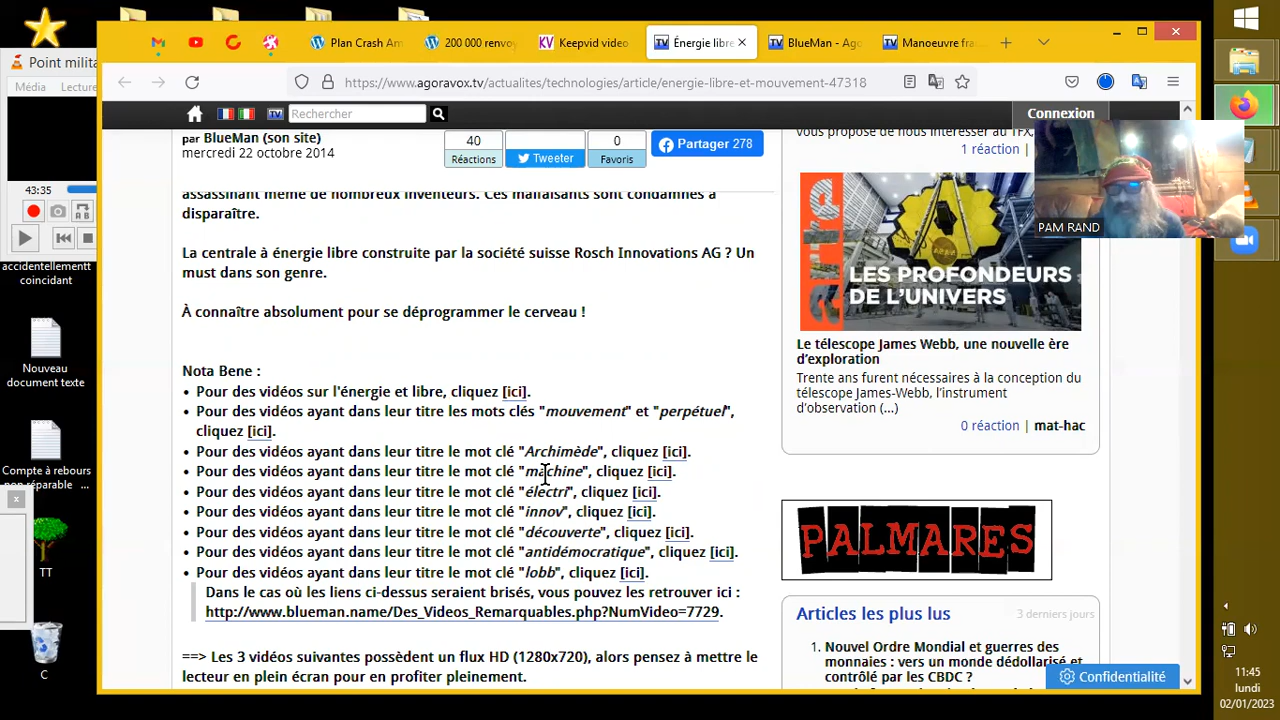 Point milita
Média
Lecture
43:35
accidentellementt
coincidant
Nouveau
document texte
Compte à rebours
TT
C
Plan Crash Am
200 000 renvoy
KV Keepvid video
TV Énergie libre
TV BlueMan - Ago
TV Manoeuvre fra
https://www.agoravox.tv/actualites/technologies/article/energie-libre-et-mouvement-47318
TV
Rechercher
Connexion
par BlueMan (son site)
mercredi 22 octobre 2014
40
Réactions
Tweeter
0
Favoris
Partager 278
assassinant même de nombreux inventeurs. Ces malfaisants sont condamnés à
disparaître.
La centrale à énergie libre construite par la société suisse Rosch Innovations AG ? Un
must dans son genre.
À connaître absolument pour se déprogrammer le cerveau !
Nota Bene :
• Pour des vidéos sur l'énergie et libre, cliquez [ici].
• Pour des vidéos ayant dans leur titre les mots clés "mouvement" et "perpétuel",
cliquez [ici].
• Pour des vidéos ayant dans leur titre le mot clé "Archimède", cliquez [ici].
• Pour des vidéos ayant dans leur titre le mot clé "machine", cliquez [ici].
• Pour des vidéos ayant dans leur titre le mot clé "électri", cliquez [ici].
• Pour des vidéos ayant dans leur titre le mot clé "innov", cliquez [ici].
• Pour des vidéos ayant dans leur titre le mot clé "découverte", cliquez [ici].
• Pour des vidéos ayant dans leur titre le mot clé "antidémocratique", cliquez [ici].
• Pour des vidéos ayant dans leur titre le mot clé "lobb", cliquez [ici].
Dans le cas où les liens ci-dessus seraient brisés, vous pouvez les retrouver ici :
http://www.blueman.name/Des_Videos_Remarquables.php?NumVideo=7729.
==> Les 3 vidéos suivantes possèdent un flux HD (1280x720), alors pensez à mettre le
lecteur en plein écran pour en profiter pleinement.
vous propose de nous intéresser au TFX,
1 réaction |
PAM RAND
arte
LES PROFONDEURS
DE L'UNIVERS
Le télescope James Webb, une nouvelle ère
d'exploration
Trente ans furent nécessaires à la conception du
télescope James-Webb, l'instrument
d'observation (...)
0 réaction | mat-hac
PALMARES
Articles les plus lus
3 derniers jours
1. Nouvel Ordre Mondial et guerres des
monnaies : vers un monde dédollarisé et
contrôlé par les CBDC ?
Confidentialité
11:45
lundi
02/01/2023